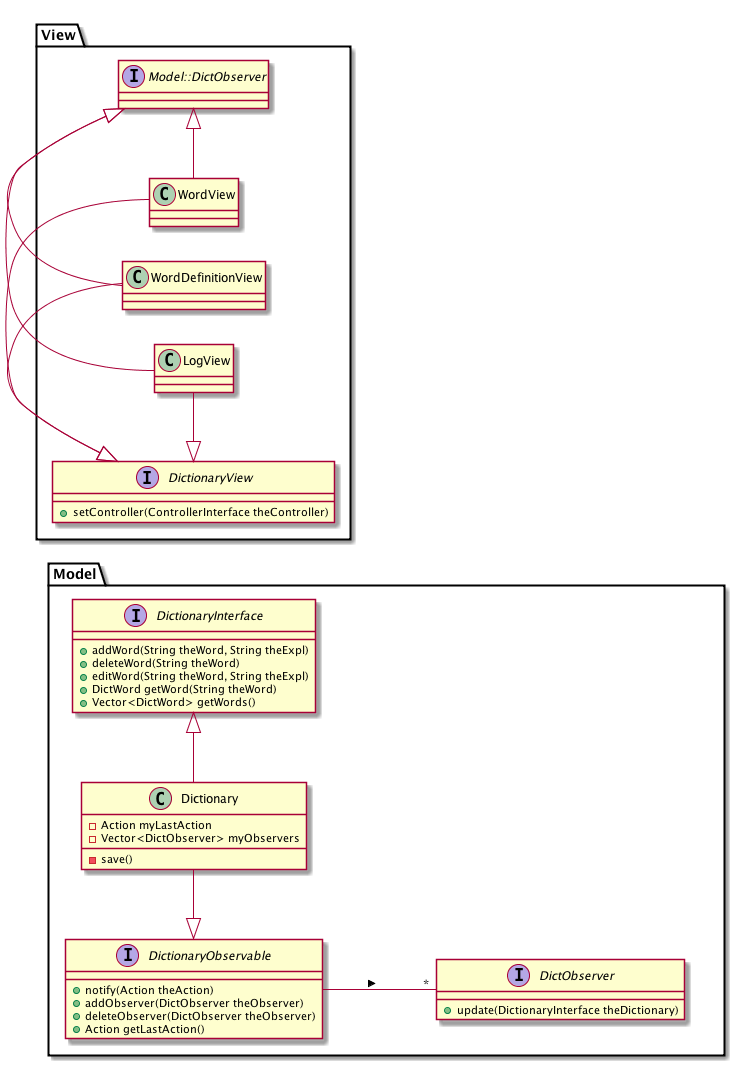 View
I Model::DictObserver
C WordView
C WordDefinitionView
C LogView
I DictionaryView
setController(ControllerInterface theController)
Model
I DictionaryInterface
addWord(String theWord, String theExpl)
deleteWord(String theWord)
editWord(String theWord, String theExpl)
DictWord getWord(String theWord)
Vector<DictWord> getWords()
C Dictionary
Action myLastAction
Vector<DictObserver> myObservers
save()
I DictionaryObservable
notify(Action theAction)
addObserver(DictObserver theObserver)
deleteObserver(DictObserver theObserver)
Action getLastAction()
*
I DictObserver
update(DictionaryInterface theDictionary)